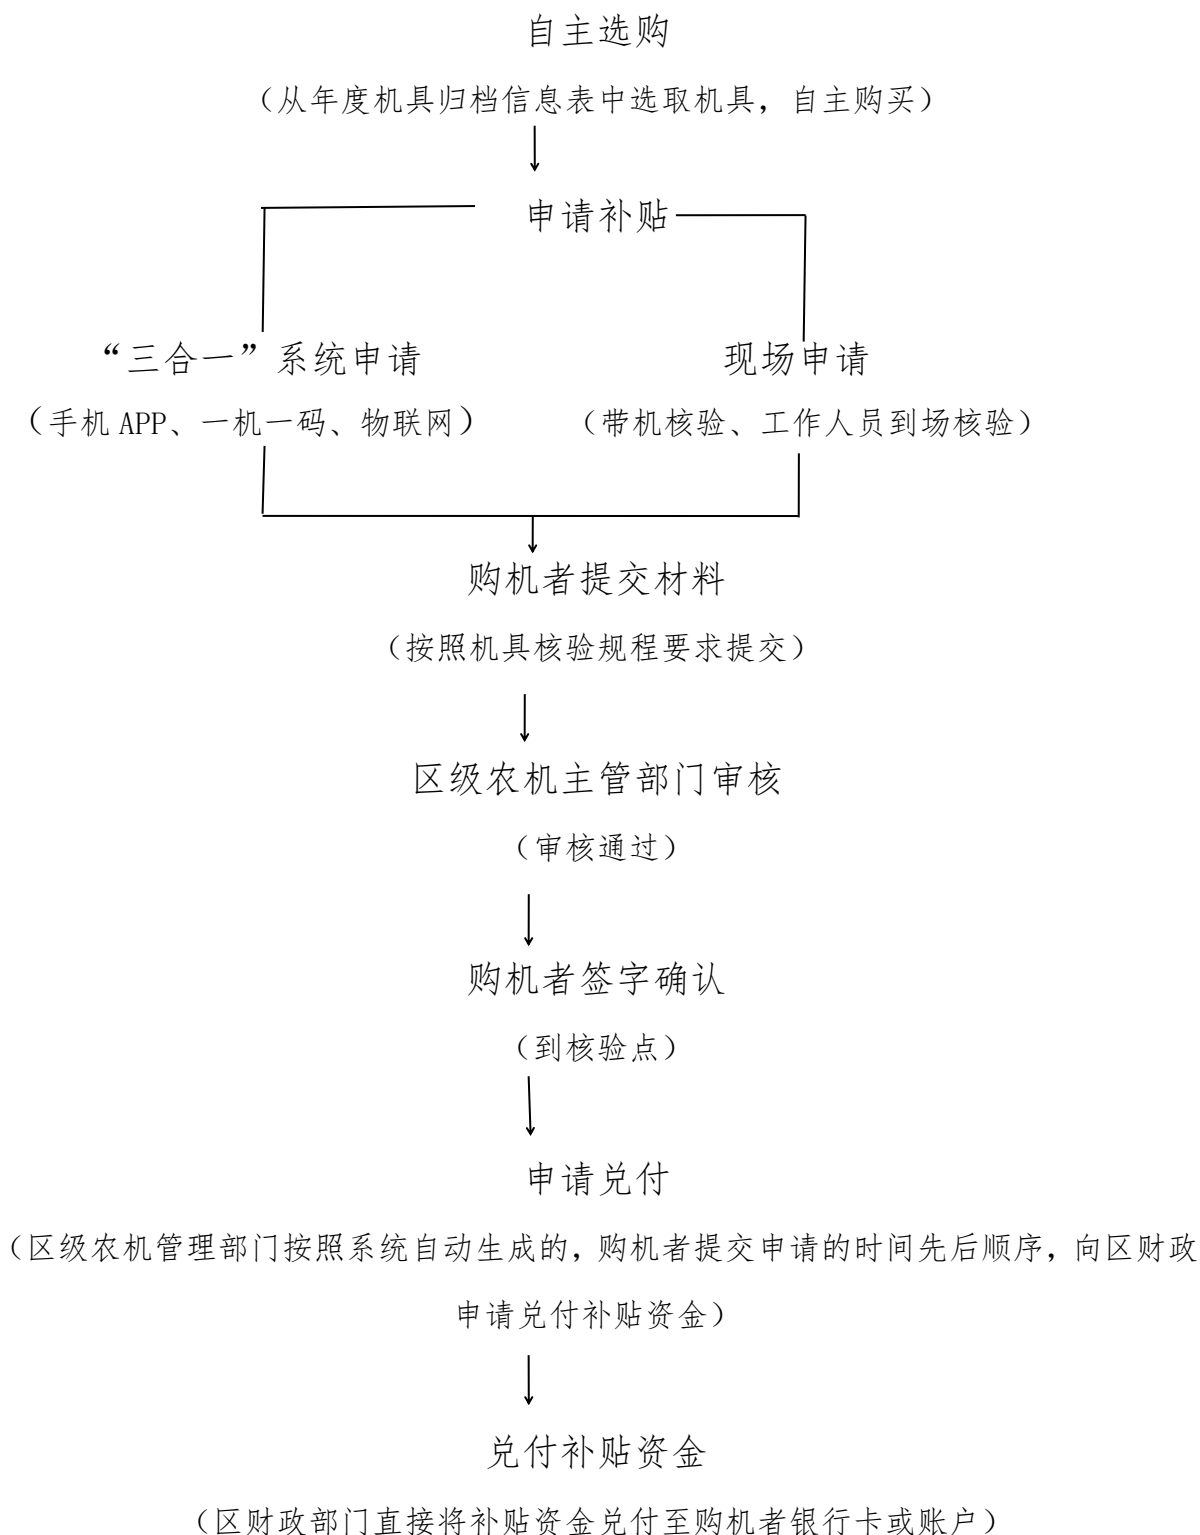 自主选购
（从年度机具归档信息表中选取机具，自主购买）
申请补贴
“三合一”系统申请
现场申请
（手机 APP、一机一码、物联网）
（带机核验、工作人员到场核验）
购机者提交材料
（按照机具核验规程要求提交）
区级农机主管部门审核
（审核通过）
购机者签字确认
（到核验点）
申请兑付
（区级农机管理部门按照系统自动生成的，购机者提交申请的时间先后顺序，向区财政
申请兑付补贴资金）
兑付补贴资金
（区财政部门直接将补贴资金兑付至购机者银行卡或账户）